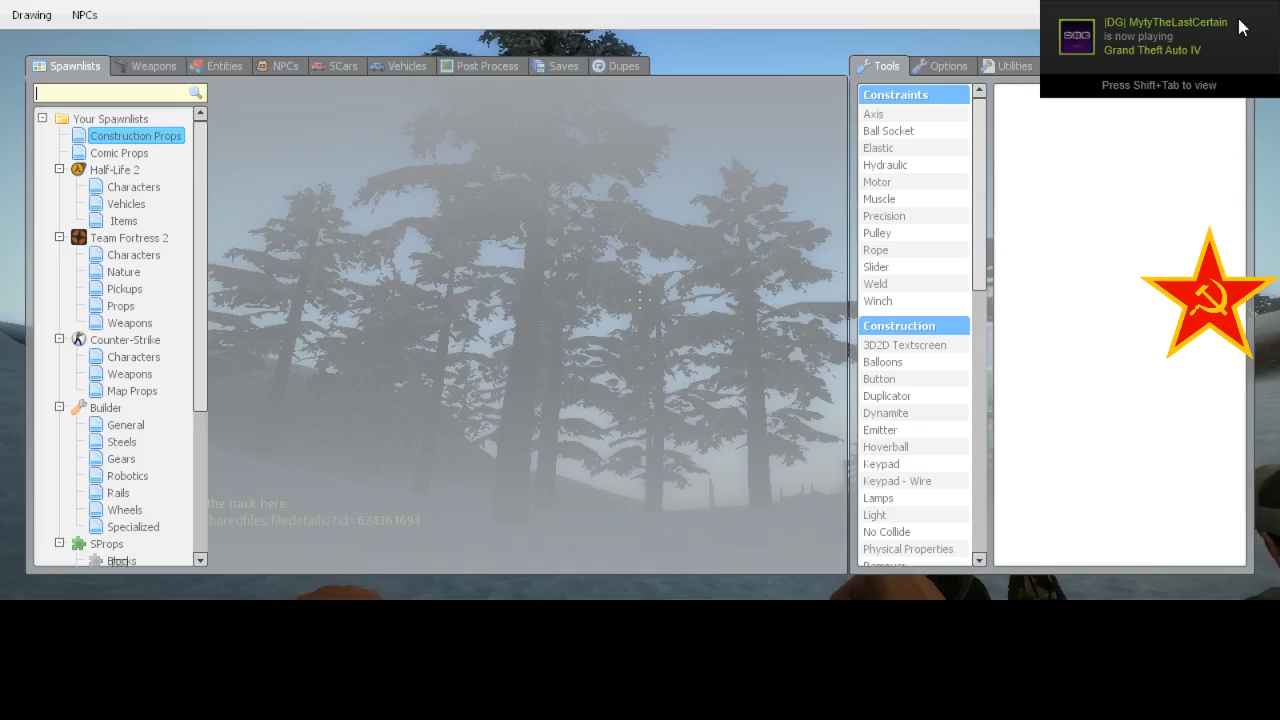 Drawing NPCs
|DG| MytyTheLastCertain
is now playing
Grand Theft Auto IV
Press Shift+Tab to view
Spawnlists Weapons Entities NPCs SCars Vehicles Post Process Saves Dupes
Tools Options Utilities
Your Spawnlists
Construction Props
Comic Props
Half-Life 2
Characters
Vehicles
Items
Team Fortress 2
Characters
Nature
Pickups
Props
Weapons
Counter-Strike
Characters
Weapons
Map Props
Builder
General
Steels
Gears
Robotics
Rails
Wheels
Specialized
SProps
Blocks
the pack here:
sharedfiles/filedetails/?id=624361694
Constraints
Axis
Ball Socket
Elastic
Hydraulic
Motor
Muscle
Precision
Pulley
Rope
Slider
Weld
Winch
Construction
3D2D Textscreen
Balloons
Button
Duplicator
Dynamite
Emitter
Hoverball
Keypad
Keypad - Wire
Lamps
Light
No Collide
Physical Properties